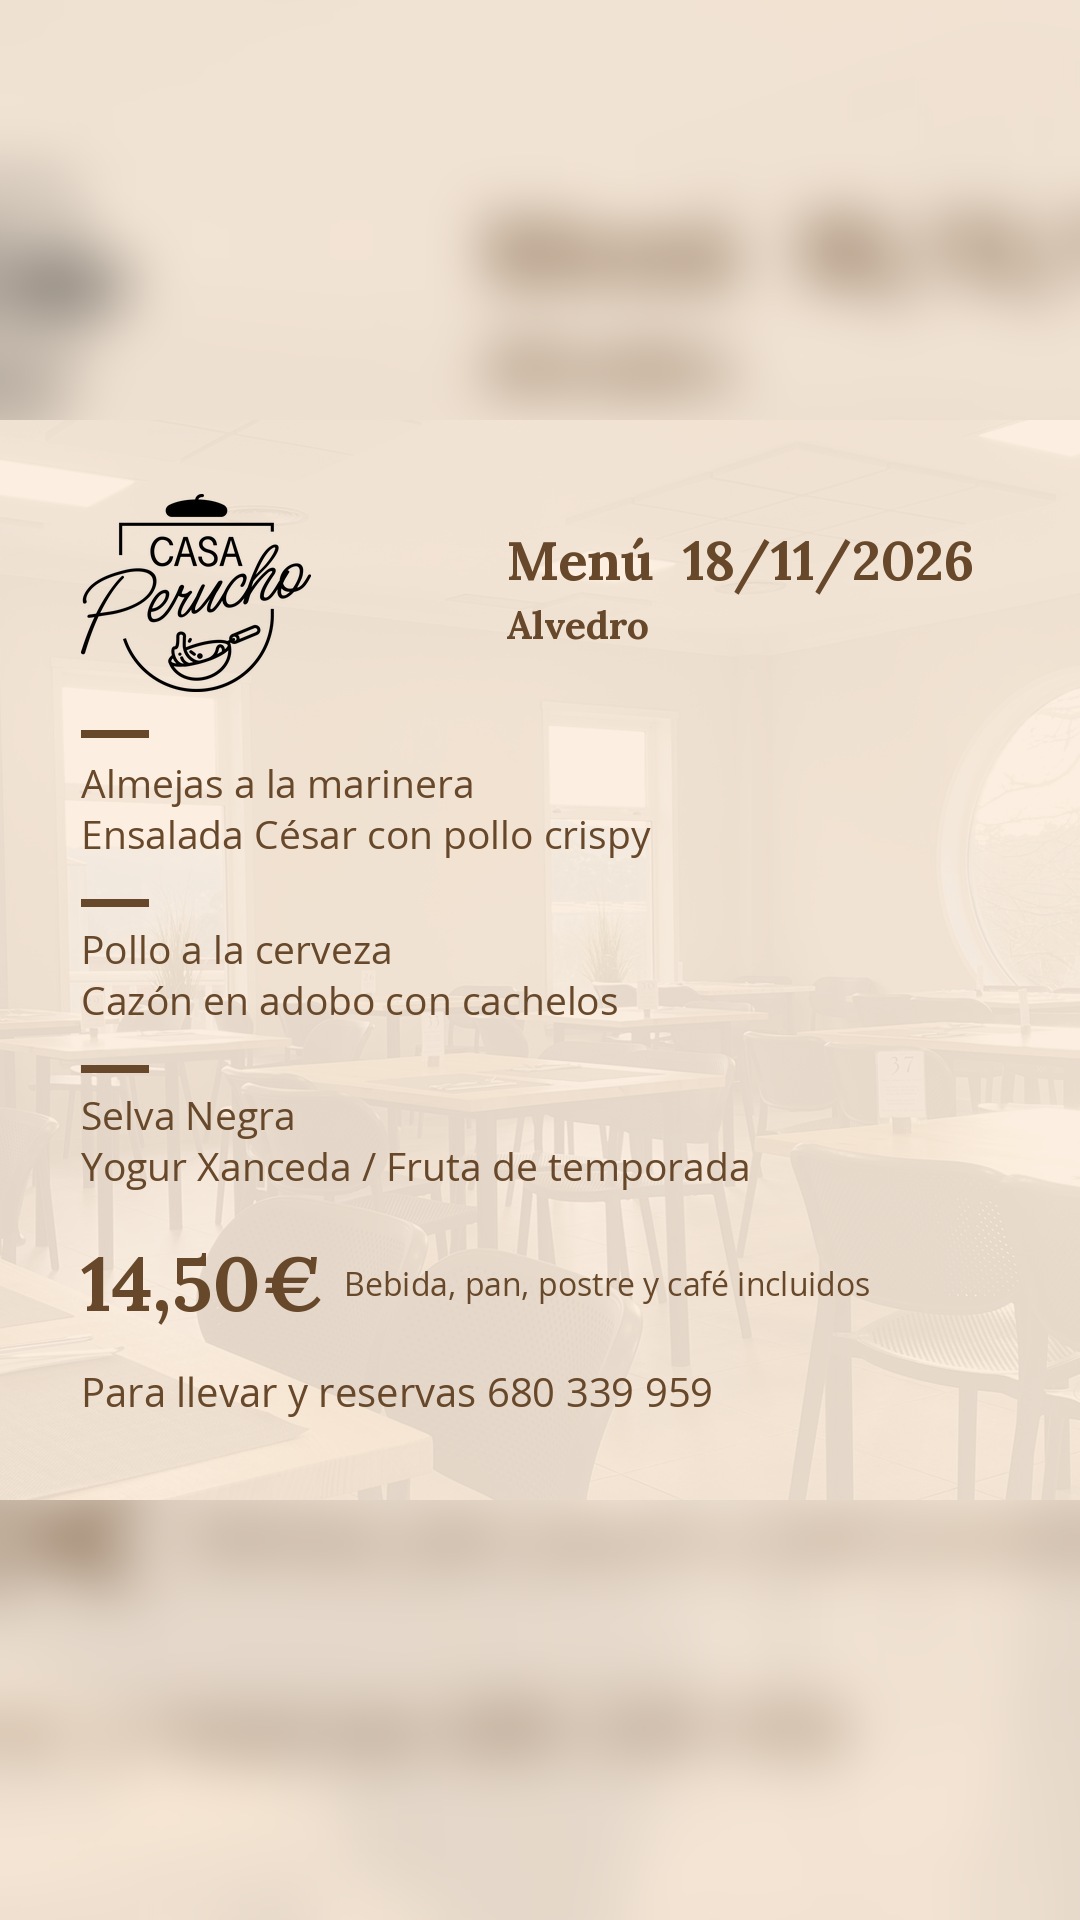 CASA
Perucho
Menú 18/11/2026
Alvedro
Almejas a la marinera
Ensalada César con pollo crispy
Pollo a la cerveza
Cazón en adobo con cachelos
Selva Negra
Yogur Xanceda / Fruta de temporada
14,50€ Bebida, pan, postre y café incluidos
Para llevar y reservas 680 339 959
37